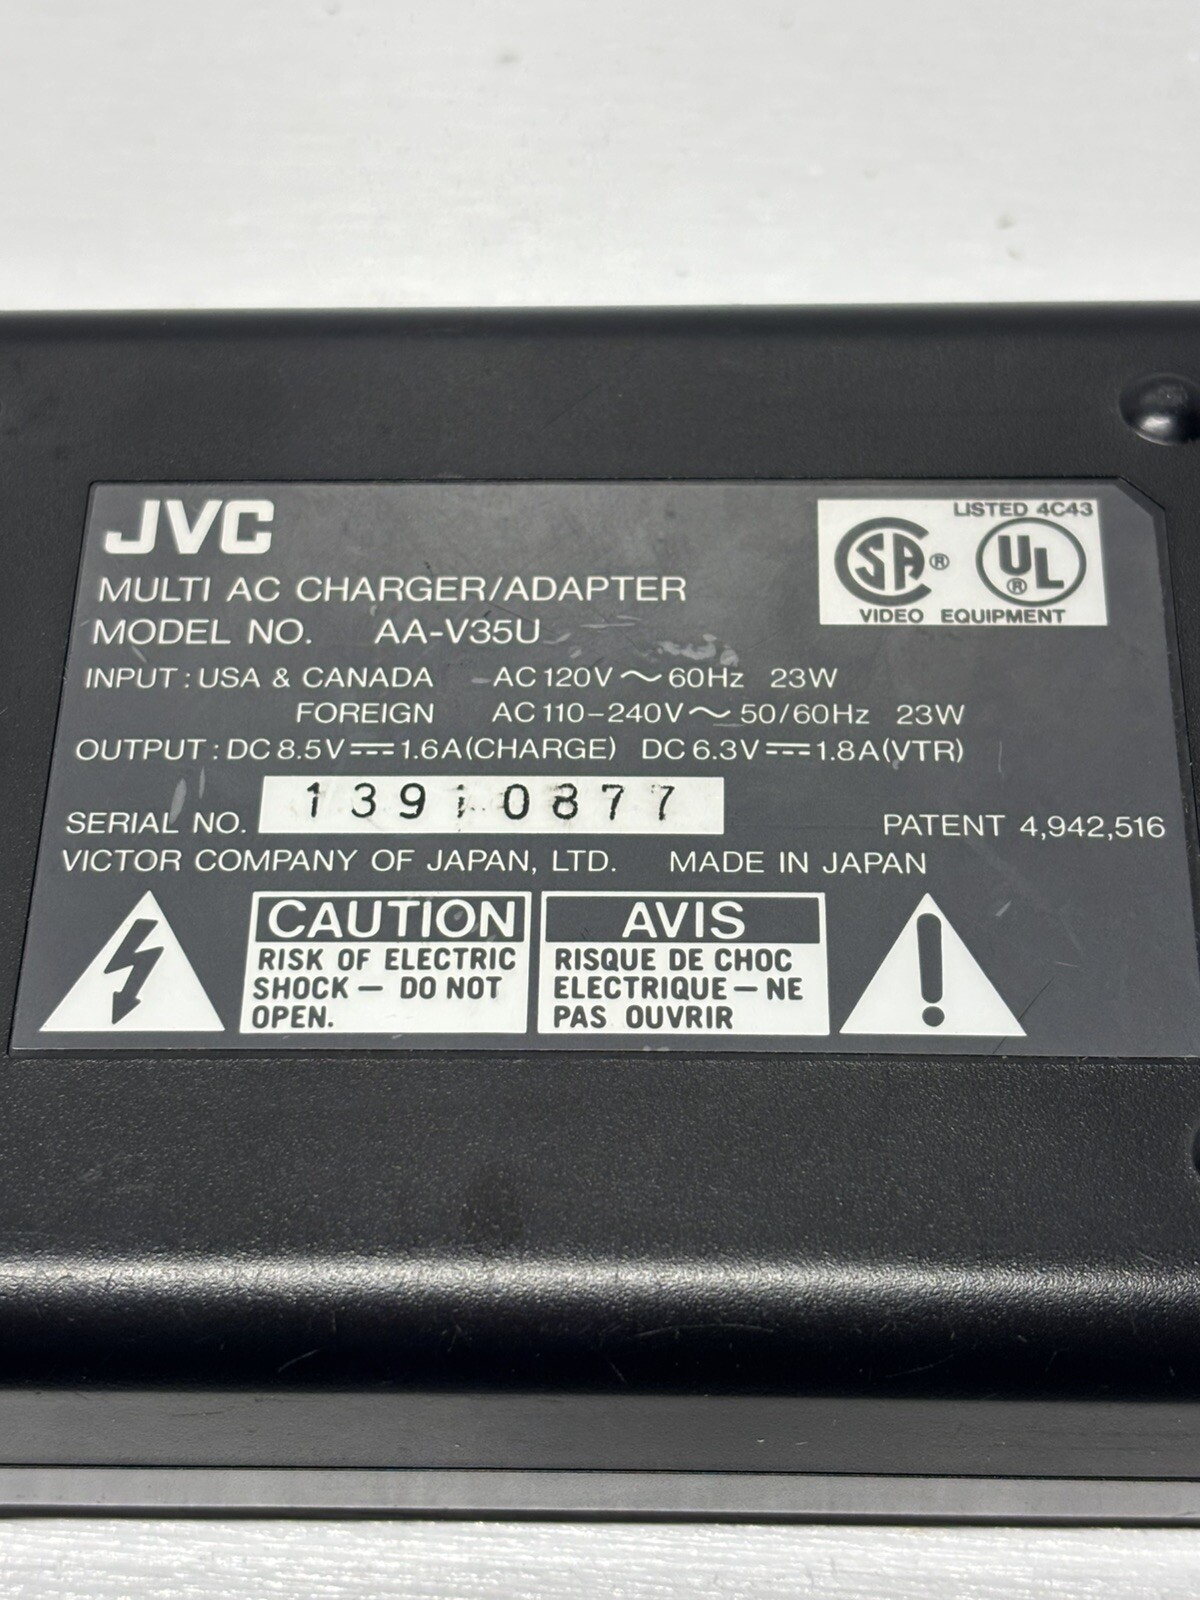 JVC
LISTED 4C43
SA® UL®
VIDEO EQUIPMENT
MULTI AC CHARGER/ADAPTER
MODEL NO. AA-V35U
INPUT : USA & CANADA AC 120V ~ 60Hz 23W
FOREIGN AC 110-240V ~ 50/60Hz 23W
OUTPUT : DC 8.5V ⎓ 1.6A(CHARGE) DC 6.3V ⎓ 1.8A(VTR)
SERIAL NO. 13910877
PATENT 4,942,516
VICTOR COMPANY OF JAPAN, LTD. MADE IN JAPAN
CAUTION
RISK OF ELECTRIC
SHOCK — DO NOT
OPEN.
AVIS
RISQUE DE CHOC
ELECTRIQUE — NE
PAS OUVRIR